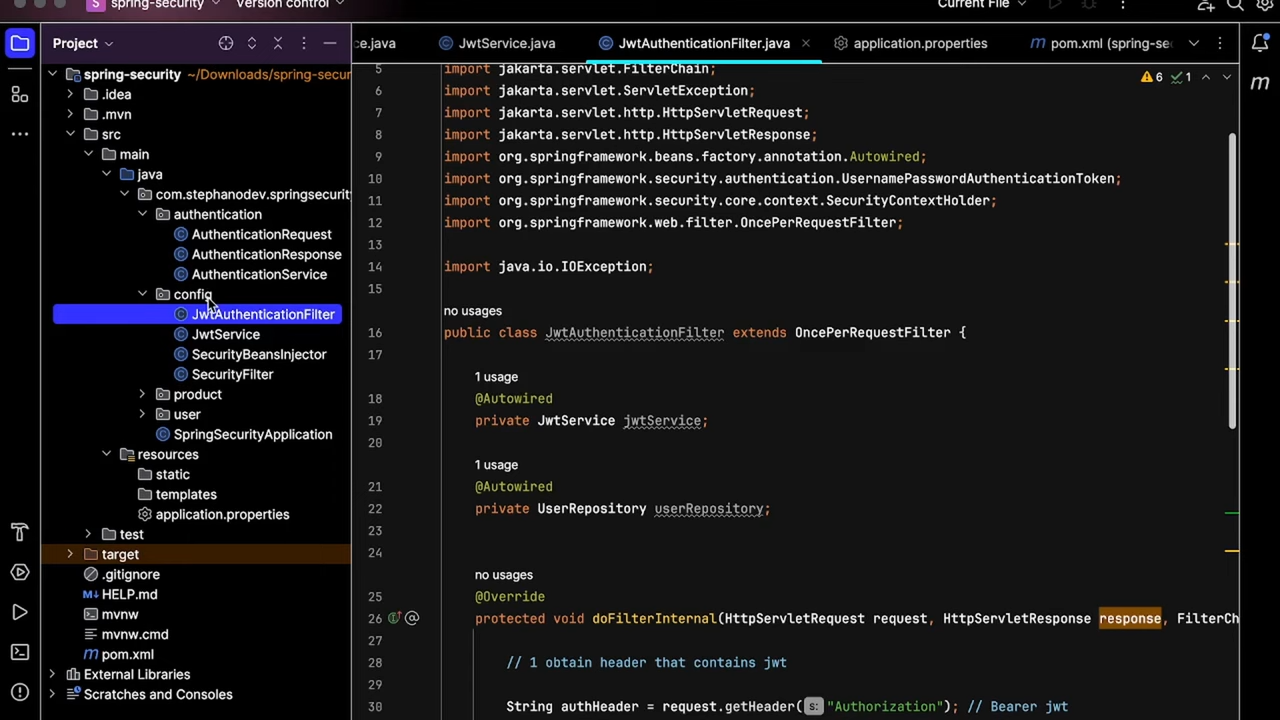 S spring-security Version control Current File
Project
ce.java
JwtService.java
JwtAuthenticationFilter.java
application.properties
pom.xml (spring-sec
spring-security ~/Downloads/spring-secur
.idea
.mvn
src
main
java
com.stephanodev.springsecurity
authentication
AuthenticationRequest
AuthenticationResponse
AuthenticationService
config
JwtAuthenticationFilter
JwtService
SecurityBeansInjector
SecurityFilter
product
user
SpringSecurityApplication
resources
static
templates
application.properties
test
target
.gitignore
HELP.md
mvnw
mvnw.cmd
pom.xml
External Libraries
Scratches and Consoles
6 1
5 import jakarta.servlet.FilterChain;
6 import jakarta.servlet.ServletException;
7 import jakarta.servlet.http.HttpServletRequest;
8 import jakarta.servlet.http.HttpServletResponse;
9 import org.springframework.beans.factory.annotation.Autowired;
10 import org.springframework.security.authentication.UsernamePasswordAuthenticationToken;
11 import org.springframework.security.core.context.SecurityContextHolder;
12 import org.springframework.web.filter.OncePerRequestFilter;
13
14 import java.io.IOException;
15
no usages
16 public class JwtAuthenticationFilter extends OncePerRequestFilter {
17
1 usage
18 @Autowired
19 private JwtService jwtService;
20
1 usage
21 @Autowired
22 private UserRepository userRepository;
23
24
no usages
25 @Override
26 protected void doFilterInternal(HttpServletRequest request, HttpServletResponse response, FilterCh
27
28 // 1 obtain header that contains jwt
29
30 String authHeader = request.getHeader( s: "Authorization"); // Bearer jwt